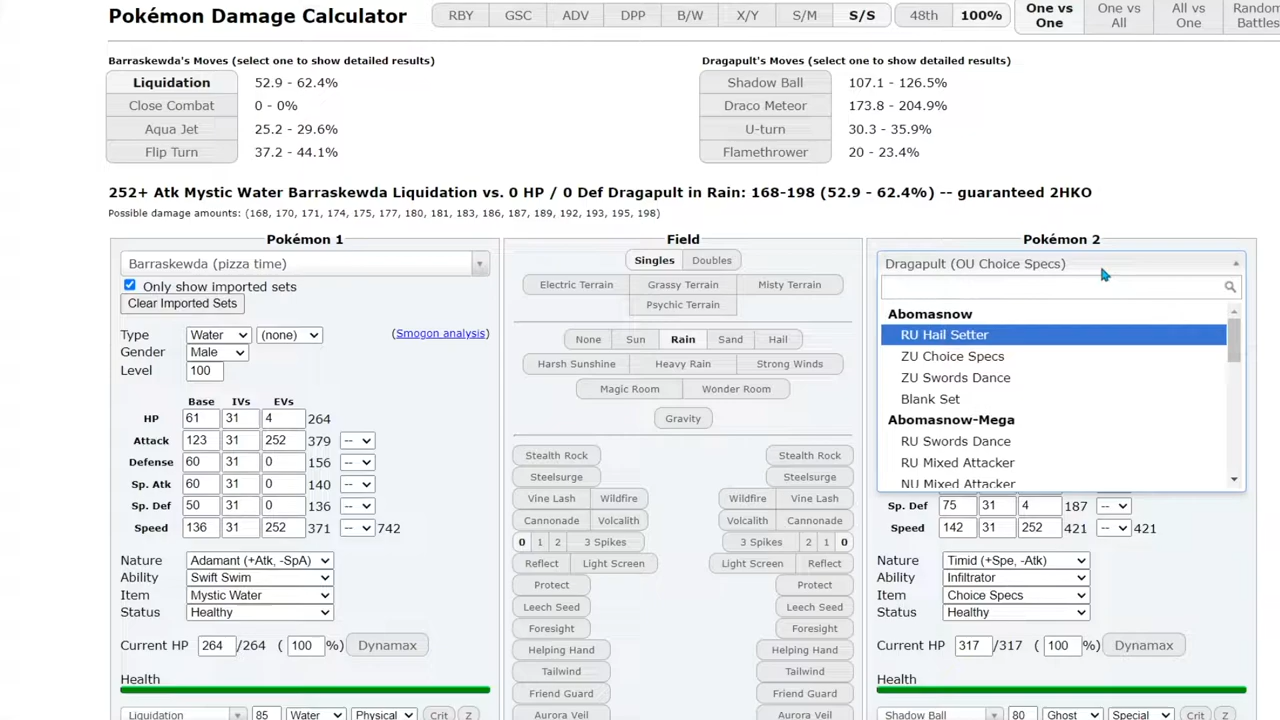 Pokémon Damage Calculator
RBY GSC ADV DPP B/W X/Y S/M S/S 48th 100% One vs One One vs All All vs One Random Battles
Barraskewda's Moves (select one to show detailed results)
Liquidation 52.9 - 62.4%
Close Combat 0 - 0%
Aqua Jet 25.2 - 29.6%
Flip Turn 37.2 - 44.1%
Dragapult's Moves (select one to show detailed results)
Shadow Ball 107.1 - 126.5%
Draco Meteor 173.8 - 204.9%
U-turn 30.3 - 35.9%
Flamethrower 20 - 23.4%
252+ Atk Mystic Water Barraskewda Liquidation vs. 0 HP / 0 Def Dragapult in Rain: 168-198 (52.9 - 62.4%) -- guaranteed 2HKO
Possible damage amounts: (168, 170, 171, 174, 175, 177, 180, 181, 183, 186, 187, 189, 192, 193, 195, 198)
Pokémon 1
Barraskewda (pizza time)
Only show imported sets
Clear Imported Sets
Type Water (none) (Smogon analysis)
Gender Male
Level 100
Base IVs EVs
HP 61 31 4 264
Attack 123 31 252 379 --
Defense 60 31 0 156 --
Sp. Atk 60 31 0 140 --
Sp. Def 50 31 0 136 --
Speed 136 31 252 371 -- 742
Nature Adamant (+Atk, -SpA)
Ability Swift Swim
Item Mystic Water
Status Healthy
Current HP 264 /264 ( 100 %) Dynamax
Health
Liquidation 85 Water Physical Crit Z
Field
Singles Doubles
Electric Terrain Grassy Terrain Misty Terrain
Psychic Terrain
None Sun Rain Sand Hail
Harsh Sunshine Heavy Rain Strong Winds
Magic Room Wonder Room
Gravity
Stealth Rock Stealth Rock
Steelsurge Steelsurge
Vine Lash Wildfire Wildfire Vine Lash
Cannonade Volcalith Volcalith Cannonade
0 1 2 3 Spikes 3 Spikes 2 1 0
Reflect Light Screen Light Screen Reflect
Protect Protect
Leech Seed Leech Seed
Foresight Foresight
Helping Hand Helping Hand
Tailwind Tailwind
Friend Guard Friend Guard
Aurora Veil Aurora Veil
Pokémon 2
Dragapult (OU Choice Specs)
Abomasnow
RU Hail Setter
ZU Choice Specs
ZU Swords Dance
Blank Set
Abomasnow-Mega
RU Swords Dance
RU Mixed Attacker
NU Mixed Attacker
Sp. Def 75 31 4 187 --
Speed 142 31 252 421 -- 421
Nature Timid (+Spe, -Atk)
Ability Infiltrator
Item Choice Specs
Status Healthy
Current HP 317 /317 ( 100 %) Dynamax
Health
Shadow Ball 80 Ghost Special Crit Z